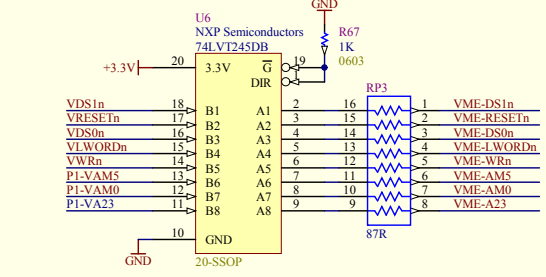 GND
U6
NXP Semiconductors
74LVT245DB
R67
1K
0603
+3.3V
20
3.3V
G
19
DIR
1
RP3
VDS1n 18 B1 A1 2 16 1 VME-DS1n
VRESETn 17 B2 A2 3 15 2 VME-RESETn
VDS0n 16 B3 A3 4 14 3 VME-DS0n
VLWORDn 15 B4 A4 5 13 4 VME-LWORDn
VWRn 14 B5 A5 6 12 5 VME-WRn
P1-VAM5 13 B6 A6 7 11 6 VME-AM5
P1-VAM0 12 B7 A7 8 10 7 VME-AM0
P1-VA23 11 B8 A8 9 9 8 VME-A23
10 GND
87R
GND
20-SSOP